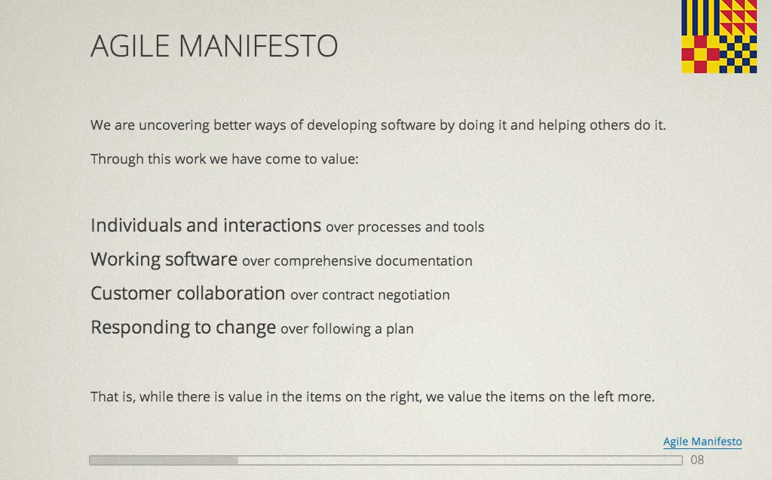 AGILE MANIFESTO
We are uncovering better ways of developing software by doing it and helping others do it.
Through this work we have come to value:
Individuals and interactions over processes and tools
Working software over comprehensive documentation
Customer collaboration over contract negotiation
Responding to change over following a plan
That is, while there is value in the items on the right, we value the items on the left more.
Agile Manifesto
08